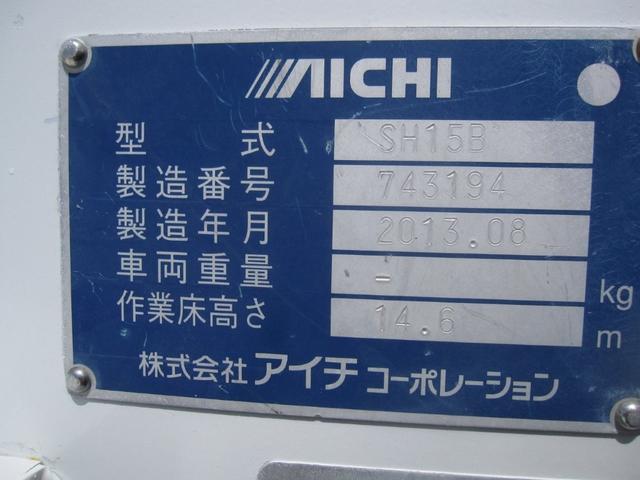 AICHI
型式 SH15B
製造番号 743194
製造年月 2013.08
車両重量 - kg
作業床高さ 14.6 m
株式会社 アイチ コーポレーション